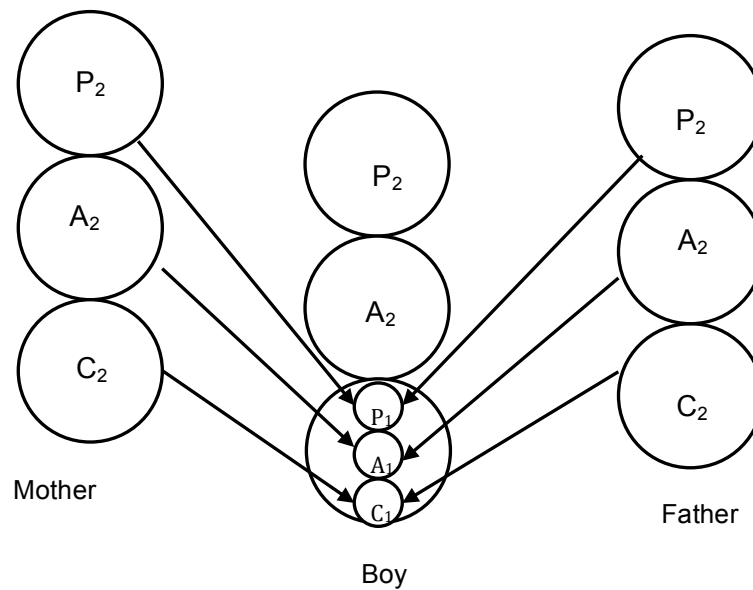 P₂
A₂
C₂
Mother
P₂
A₂
P₁
A₁
C₁
Boy
P₂
A₂
C₂
Father